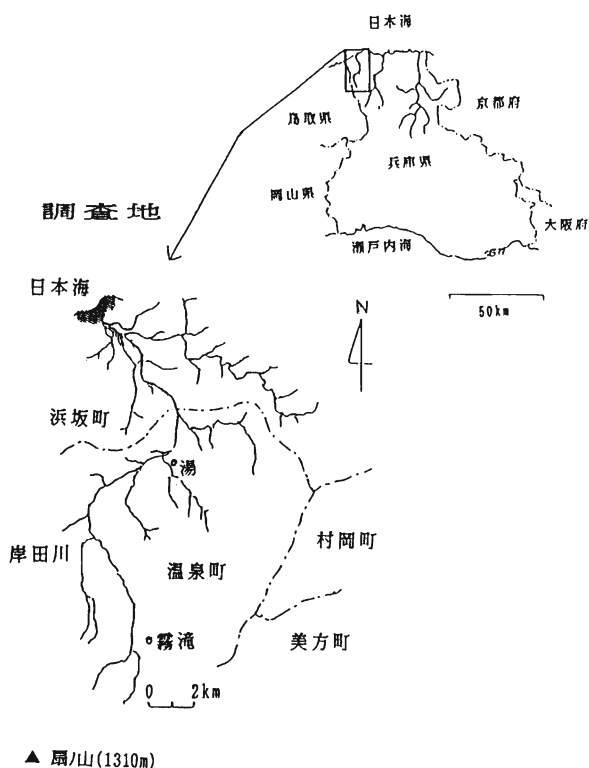 日本海
鳥取県
京都府
兵庫県
岡山県
大阪府
瀬戸内海
50km
調査地
日本海
N
浜坂町
湯
村岡町
岸田川
温泉町
霧滝
美方町
0 2km
▲ 扇ノ山(1310m)